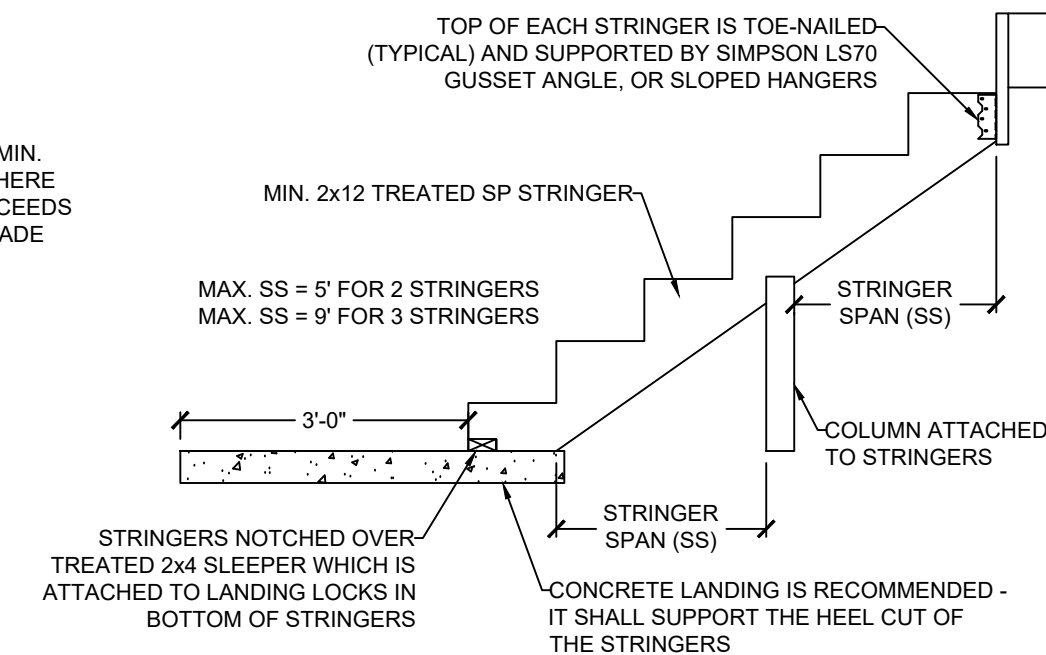 TOP OF EACH STRINGER IS TOE-NAILED
(TYPICAL) AND SUPPORTED BY SIMPSON LS70
GUSSET ANGLE, OR SLOPED HANGERS
MIN.
HERE
CEEDS
ADE
MIN. 2x12 TREATED SP STRINGER
MAX. SS = 5' FOR 2 STRINGERS
MAX. SS = 9' FOR 3 STRINGERS
STRINGER
SPAN (SS)
3'-0"
COLUMN ATTACHED
TO STRINGERS
STRINGER
SPAN (SS)
STRINGERS NOTCHED OVER
TREATED 2x4 SLEEPER WHICH IS
ATTACHED TO LANDING LOCKS IN
BOTTOM OF STRINGERS
CONCRETE LANDING IS RECOMMENDED -
IT SHALL SUPPORT THE HEEL CUT OF
THE STRINGERS